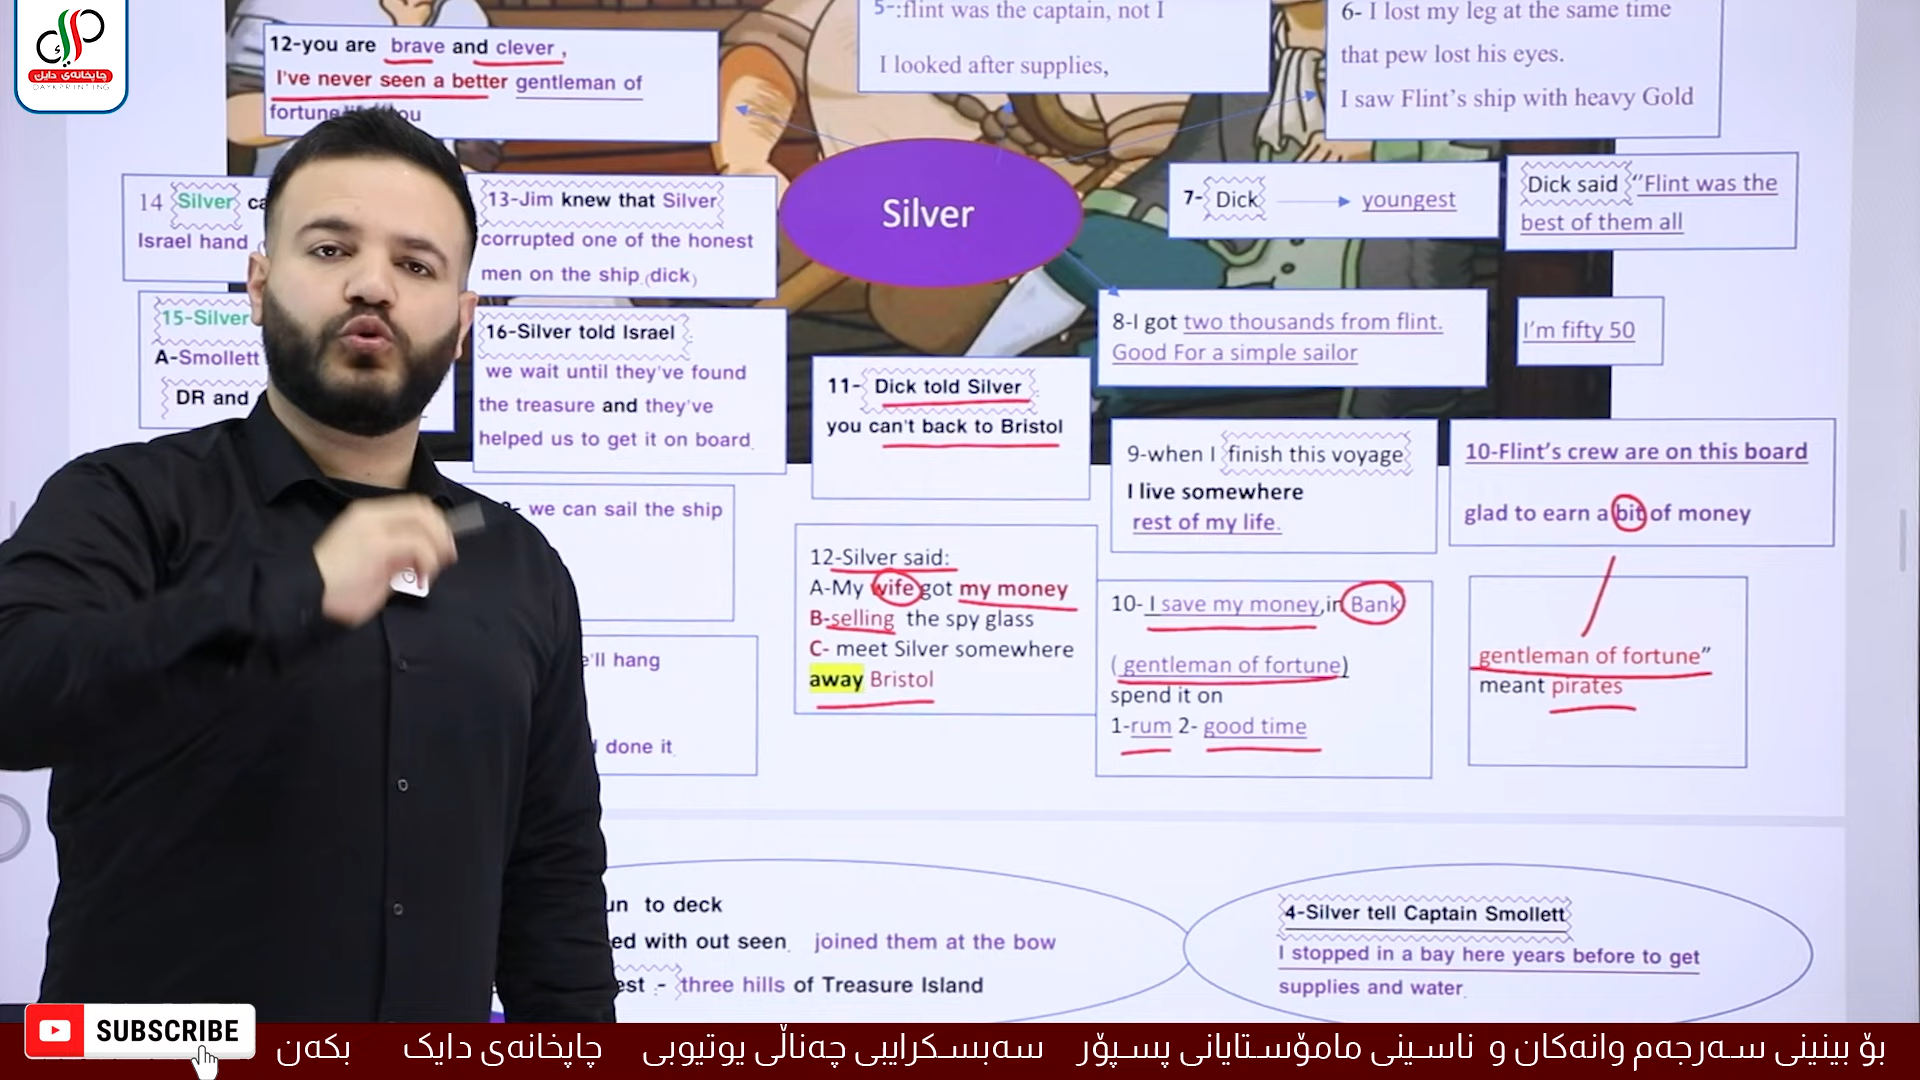 چاپخانەی دایک
DAYKPRINTING
12-you are brave and clever ,
I've never seen a better gentleman of
fortune
5-:flint was the captain, not I
I looked after supplies,
6- I lost my leg at the same time
that pew lost his eyes.
I saw Flint's ship with heavy Gold
14 Silver
Israel hand
13-Jim knew that Silver
corrupted one of the honest
men on the ship.(dick)
Silver
7- Dick youngest
Dick said "Flint was the
best of them all
15-Silver
A-Smollett
DR and
16-Silver told Israel
we wait until they've found
the treasure and they've
helped us to get it on board.
11- Dick told Silver :
you can't back to Bristol
8-I got two thousands from flint.
Good For a simple sailor
I'm fifty 50
9-when I finish this voyage
I live somewhere
rest of my life.
10-Flint's crew are on this board
glad to earn a bit of money
we can sail the ship
12-Silver said:
A-My wife got my money
B-selling the spy glass
C- meet Silver somewhere
away Bristol
10- I save my money,in Bank
( gentleman of fortune)
spend it on
1-rum 2- good time
gentleman of fortune"
meant pirates
'll hang
done it.
to deck
with out seen. joined them at the bow
.- three hills of Treasure Island
4-Silver tell Captain Smollett
I stopped in a bay here years before to get
supplies and water.
SUBSCRIBE
بۆ بینینی سەرجەم وانەکان و ناسینی مامۆستایانی پسپۆر سەبسکرایبی چەناڵی یوتیوبی چاپخانەی دایک بکەن